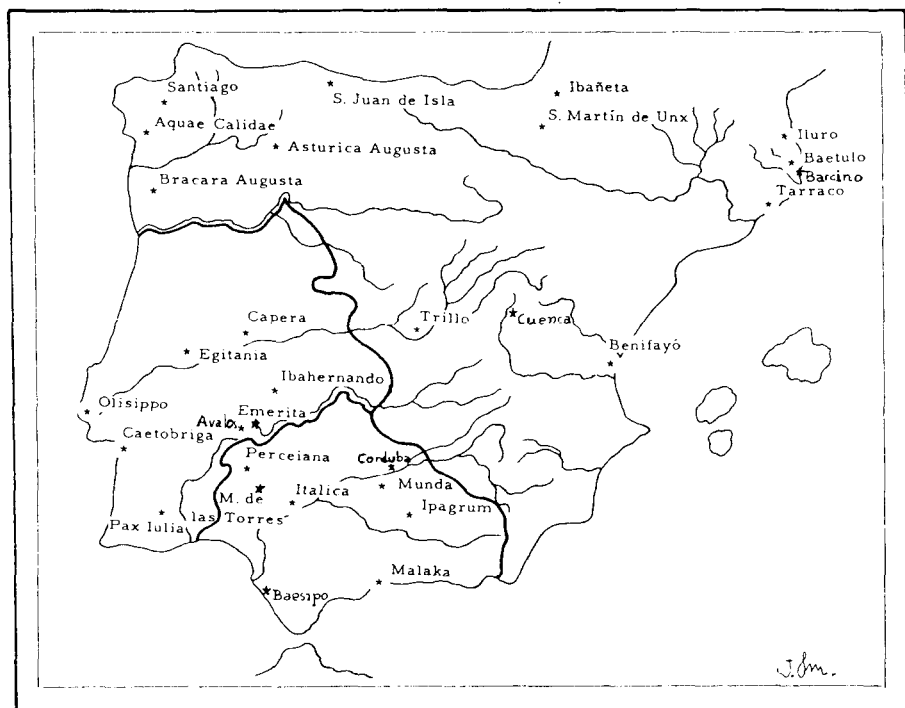 Santiago
S. Juan de Isla
Ibañeta
Aquae Calidae
S. Martín de Unx
Iluro
Asturica Augusta
Baetulo
Barcino
Bracara Augusta
Tarraco
Capera
Trillo
Cuenca
Egitania
Benifayó
Ibahernando
Olisippo
Avalos
Emerita
Caetobriga
Perceiana
Corduba
M. de
las Torres
Italica
Munda
Pax Iulia
Ipagrum
Malaka
Baesipo